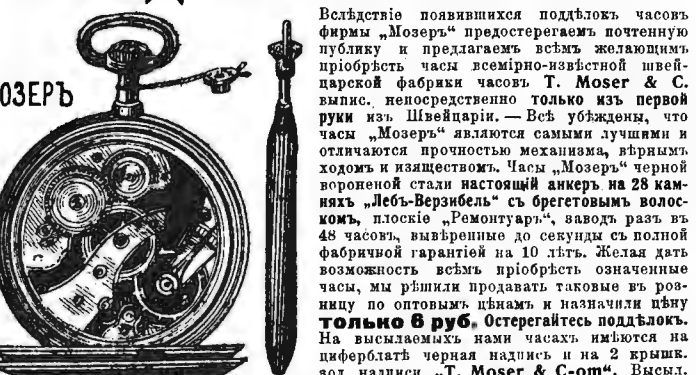 ОЗЕРЪ
Вслѣдствіе появившихся поддѣлокъ часовъ
фирмы „Мозеръ“ предостерегаемъ почтенную
публику и предлагаемъ всѣмъ желающимъ
пріобрѣсть часы всемірно-извѣстной швей-
царской фабрики часовъ T. Moser & C.
выпис. непосредственно только изъ первой
руки изъ Швейцаріи. — Всѣ убѣждены, что
часы „Мозеръ“ являются самыми лучшими и
отличаются прочностью механизма, вѣрнымъ
ходомъ и изяществомъ. Часы „Мозеръ“ черной
вороненой стали настоящій анкеръ на 28 кам-
няхъ „Лебъ-Верзибель“ съ брегетовымъ волос-
комъ, плоскіе „Ремонтуаръ“, заводъ разъ въ
48 часовъ, вывѣренные до секунды съ полной
фабричной гарантіей на 10 лѣтъ. Желая дать
возможность всѣмъ пріобрѣсть означенные
часы, мы рѣшили продавать таковые въ роз-
ницу по оптовымъ цѣнамъ и назначили цѣну
только 6 руб. Остерегайтесь поддѣлокъ.
На высылаемыхъ нами часахъ имѣются на
циферблатѣ черная надпись и на 2 крышк.
зол. надписи „T. Moser & C-om“. Высыл.